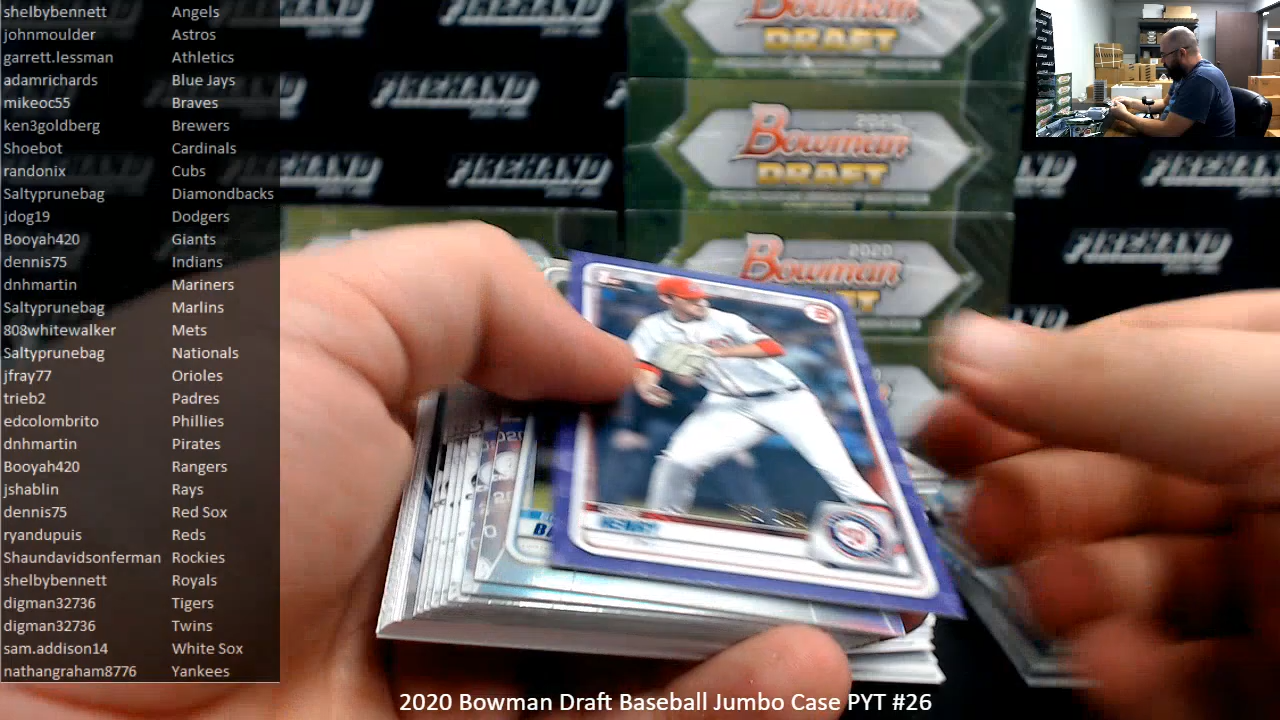 shelbybennett Angels
johnmoulder Astros
garrett.lessman Athletics
adamrichards Blue Jays
mikeoc55 Braves
ken3goldberg Brewers
Shoebot Cardinals
randonix Cubs
Saltyprunebag Diamondbacks
jdog19 Dodgers
Booyah420 Giants
dennis75 Indians
dnhmartin Mariners
Saltyprunebag Marlins
808whitewalker Mets
Saltyprunebag Nationals
jfray77 Orioles
trieb2 Padres
edcolombrito Phillies
dnhmartin Pirates
Booyah420 Rangers
jshablin Rays
dennis75 Red Sox
ryandupuis Reds
Shaundavidsonferman Rockies
shelbybennett Royals
digman32736 Tigers
digman32736 Twins
sam.addison14 White Sox
nathangraham8776 Yankees
Bowman
DRAFT
2020
Bowman
DRAFT
2020
Bowman
FIREHAND
FIREHAND
FIREHAND
FIREHAND
2020 Bowman Draft Baseball Jumbo Case PYT #26